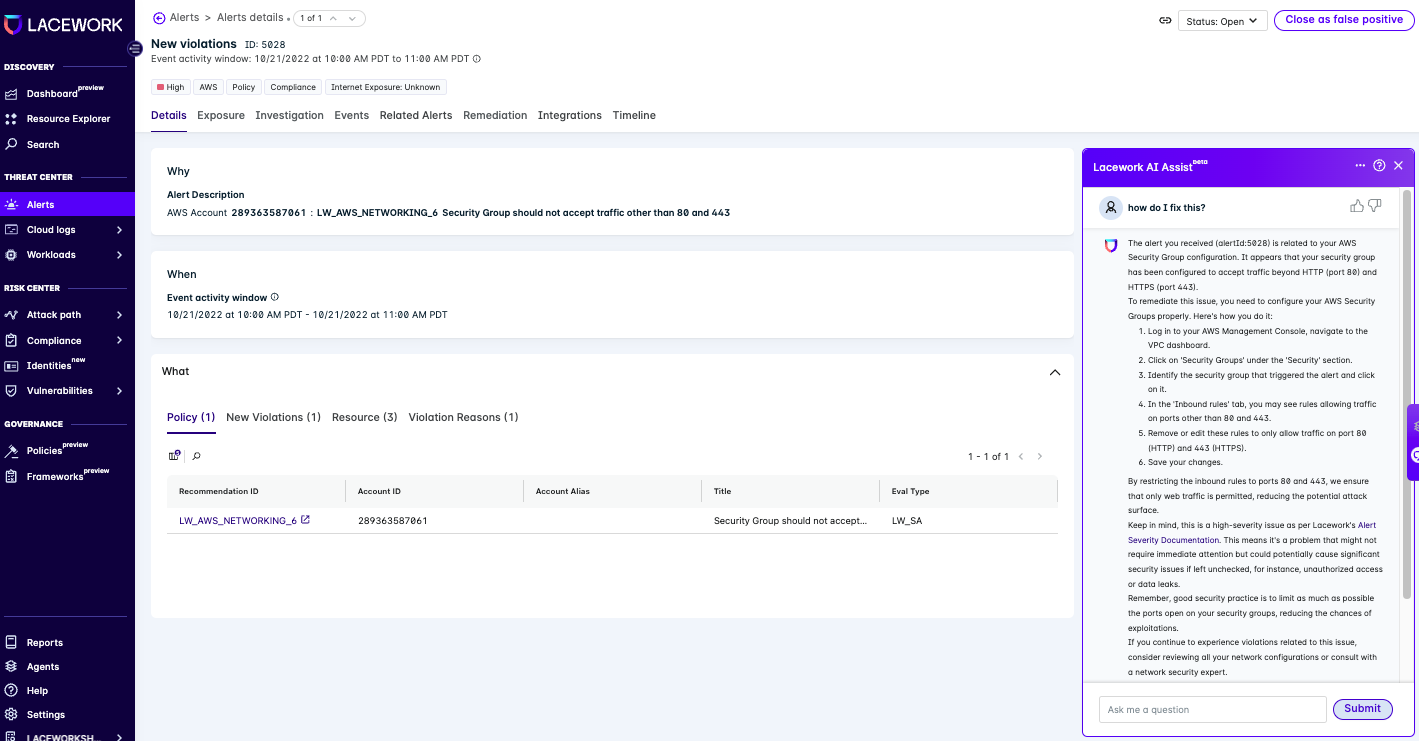 LACEWORK
DISCOVERY
Dashboard preview
Resource Explorer
Search
THREAT CENTER
Alerts
Cloud logs
Workloads
RISK CENTER
Attack path
Compliance
Identities new
Vulnerabilities
GOVERNANCE
Policies preview
Frameworks preview
Reports
Agents
Help
Settings
LACEWORKSH...
Alerts > Alerts details
1 of 1
Status: Open
Close as false positive
New violations ID: 5028
Event activity window: 10/21/2022 at 10:00 AM PDT to 11:00 AM PDT
High
AWS
Policy
Compliance
Internet Exposure: Unknown
Details
Exposure
Investigation
Events
Related Alerts
Remediation
Integrations
Timeline
Why
Alert Description
AWS Account 289363587061 : LW_AWS_NETWORKING_6 Security Group should not accept traffic other than 80 and 443
When
Event activity window
10/21/2022 at 10:00 AM PDT - 10/21/2022 at 11:00 AM PDT
What
Policy (1)
New Violations (1)
Resource (3)
Violation Reasons (1)
1 - 1 of 1
Recommendation ID
Account ID
Account Alias
Title
Eval Type
LW_AWS_NETWORKING_6
289363587061
Security Group should not accept...
LW_SA
Lacework AI Assist beta
how do I fix this?
The alert you received (alertId:5028) is related to your AWS
Security Group configuration. It appears that your security group
has been configured to accept traffic beyond HTTP (port 80) and
HTTPS (port 443).
To remediate this issue, you need to configure your AWS Security
Groups properly. Here's how you do it:
1. Log in to your AWS Management Console, navigate to the
VPC dashboard.
2. Click on 'Security Groups' under the 'Security' section.
3. Identify the security group that triggered the alert and click
on it.
4. In the 'Inbound rules' tab, you may see rules allowing traffic
on ports other than 80 and 443.
5. Remove or edit these rules to only allow traffic on port 80
(HTTP) and 443 (HTTPS).
6. Save your changes.
By restricting the inbound rules to ports 80 and 443, we ensure
that only web traffic is permitted, reducing the potential attack
surface.
Keep in mind, this is a high-severity issue as per Lacework's Alert
Severity Documentation. This means it's a problem that might not
require immediate attention but could potentially cause significant
security issues if left unchecked, for instance, unauthorized access
or data leaks.
Remember, good security practice is to limit as much as possible
the ports open on your security groups, reducing the chances of
exploitations.
If you continue to experience violations related to this issue,
consider reviewing all your network configurations or consult with
a network security expert.
Ask me a question
Submit